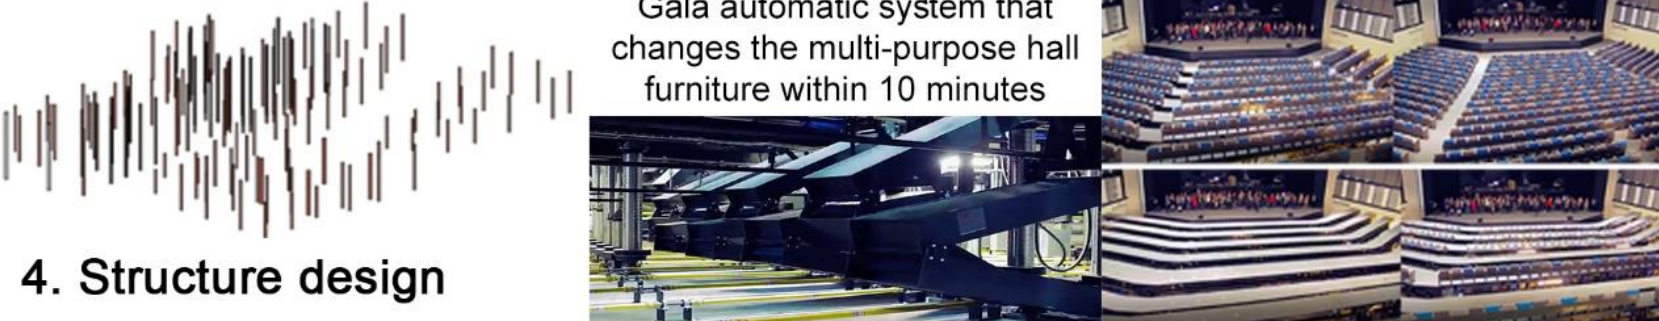 Gala automatic system that
changes the multi-purpose hall
furniture within 10 minutes
4. Structure design